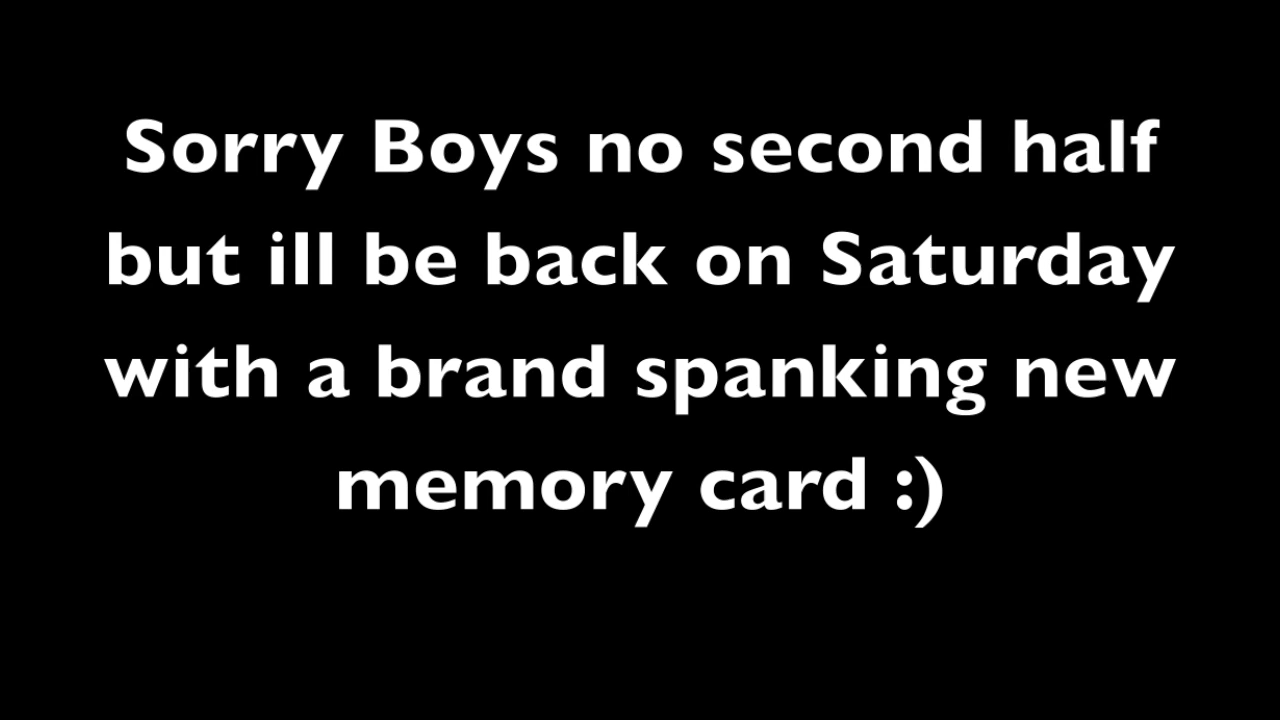 Sorry Boys no second half
but ill be back on Saturday
with a brand spanking new
memory card :)